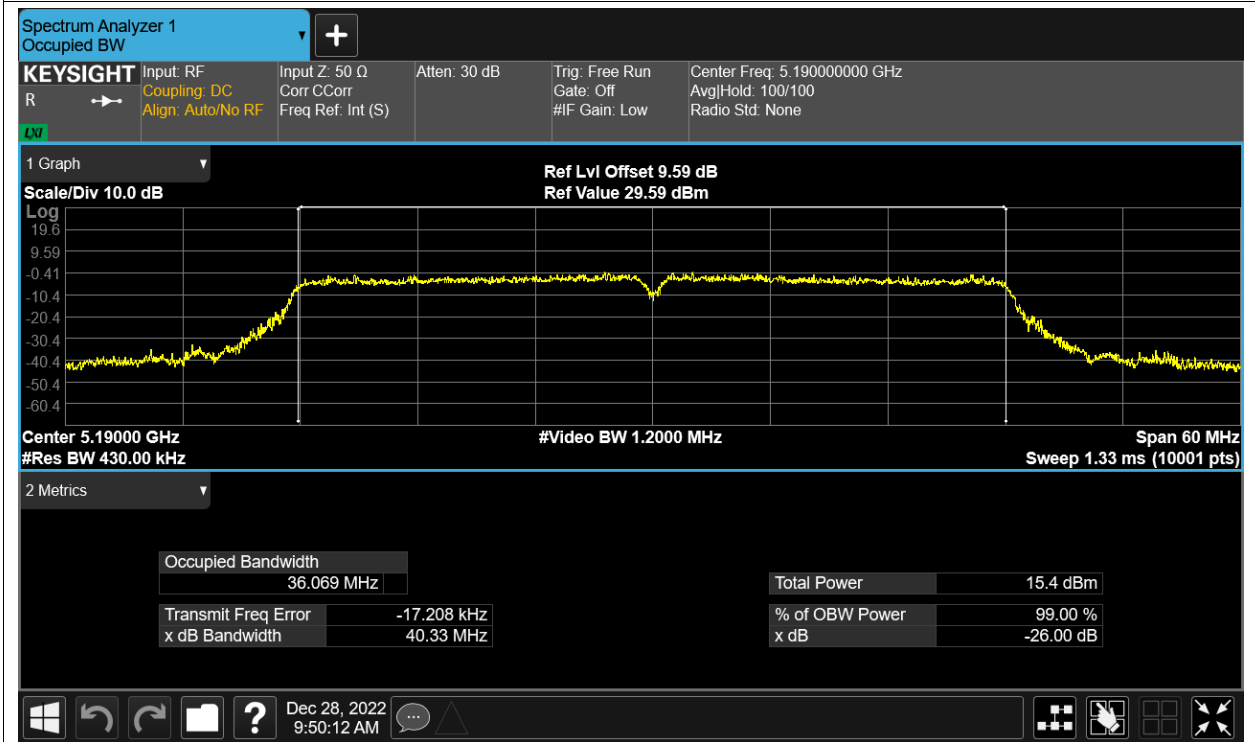 Spectrum Analyzer 1
Occupied BW
KEYSIGHT
R
LXI
Input: RF
Coupling: DC
Align: Auto/No RF
Input Z: 50 Ω
Corr CCorr
Freq Ref: Int (S)
Atten: 30 dB
Trig: Free Run
Gate: Off
#IF Gain: Low
Center Freq: 5.190000000 GHz
Avg|Hold: 100/100
Radio Std: None
1 Graph
Scale/Div 10.0 dB
Ref Lvl Offset 9.59 dB
Ref Value 29.59 dBm
Log
19.6
9.59
-0.41
-10.4
-20.4
-30.4
-40.4
-50.4
-60.4
Center 5.19000 GHz
#Video BW 1.2000 MHz
Span 60 MHz
#Res BW 430.00 kHz
Sweep 1.33 ms (10001 pts)
2 Metrics
Occupied Bandwidth
36.069 MHz
Transmit Freq Error -17.208 kHz
x dB Bandwidth 40.33 MHz
Total Power 15.4 dBm
% of OBW Power 99.00 %
x dB -26.00 dB
?
Dec 28, 2022
9:50:12 AM